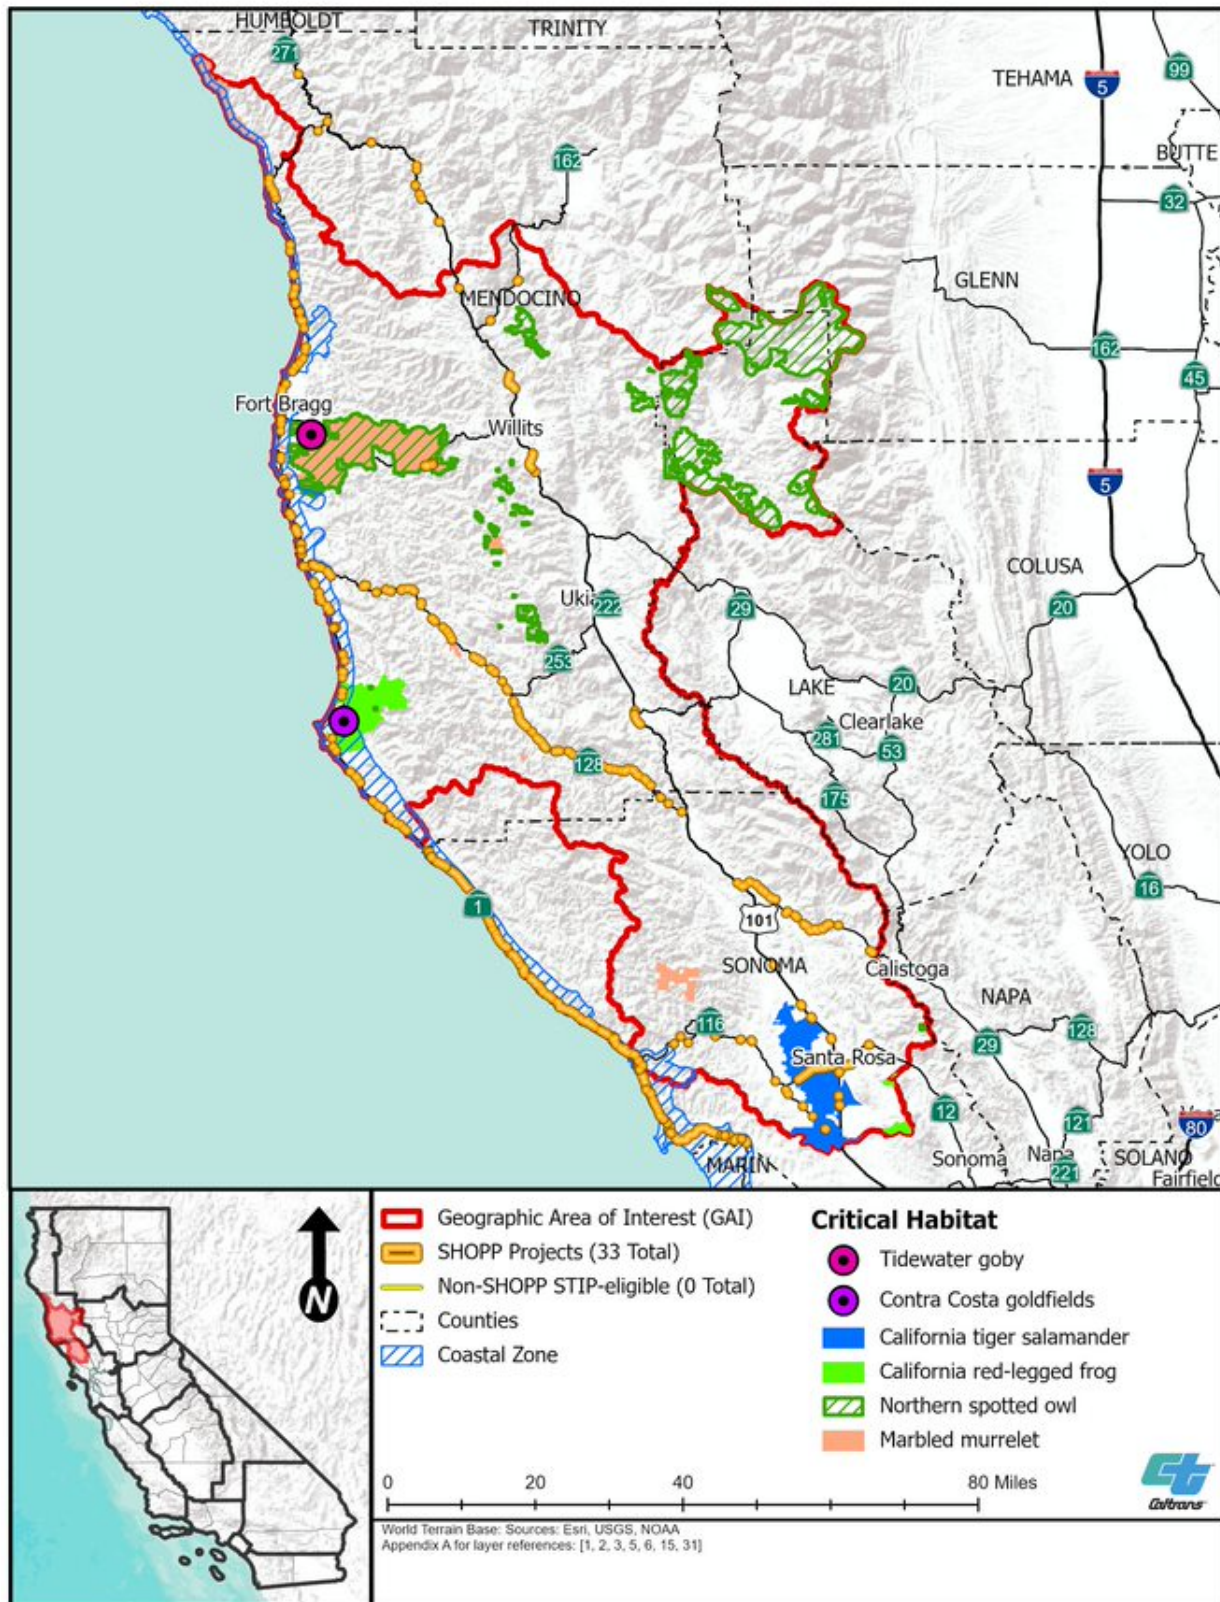 HUMBOLDT
TRINITY
271
TEHAMA
5
99
162
BUTTE
32
GLENN
MENDOCINO
162
45
Fort Bragg
Willits
5
COLUSA
222
29
20
253
LAKE
20
Clearlake
281
53
128
175
YOLO
16
1
101
SONOMA
Calistoga
NAPA
116
128
29
Santa Rosa
12
121
80
MARIN
Sonoma
Napa
SOLANO
221
Fairfield
N
Geographic Area of Interest (GAI)
SHOPP Projects (33 Total)
Non-SHOPP STIP-eligible (0 Total)
Counties
Coastal Zone
Critical Habitat
Tidewater goby
Contra Costa goldfields
California tiger salamander
California red-legged frog
Northern spotted owl
Marbled murrelet
0 20 40 80 Miles
Caltrans
World Terrain Base: Sources: Esri, USGS, NOAA
Appendix A for layer references: [1, 2, 3, 5, 6, 15, 31]